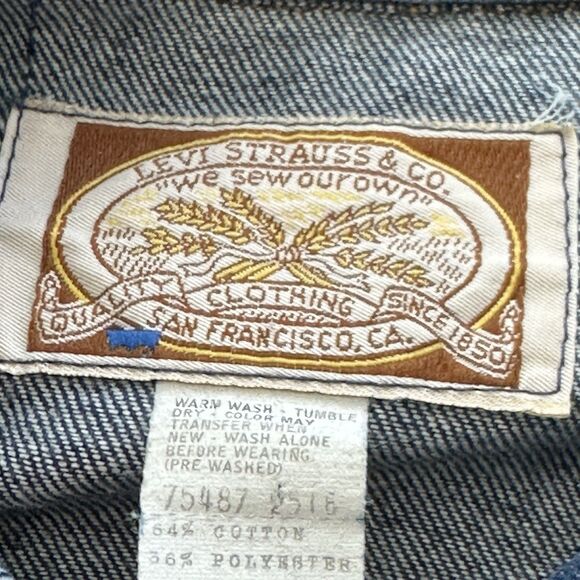 LEVI STRAUSS & CO.
"we sew our own"
QUALITY CLOTHING SINCE 1850
SAN FRANCISCO, CA.
WARM WASH - TUMBLE
DRY - COLOR MAY
TRANSFER WHEN
NEW - WASH ALONE
BEFORE WEARING
(PRE-WASHED)
75487
64% COTTON
36% POLYESTER